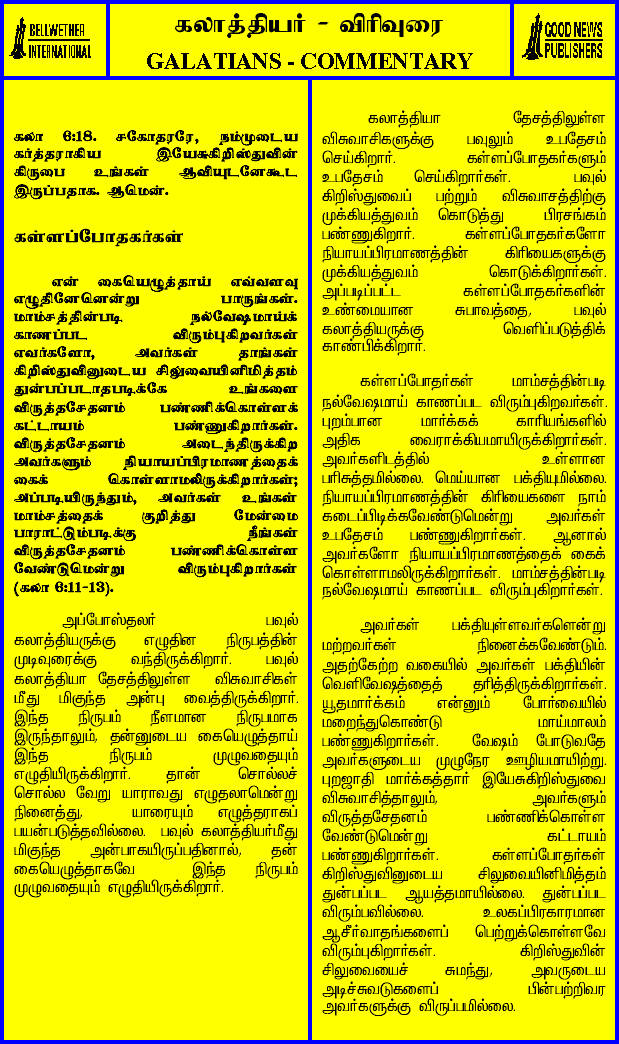 BELLWETHER
INTERNATIONAL
கலாத்தியர் - விரிவுரை
GALATIANS - COMMENTARY
GOOD NEWS
PUBLISHERS
கலா 6:18. சகோதரரே, நம்முடைய
கர்த்தராகிய இயேசுகிறிஸ்துவின்
கிருபை உங்கள் ஆவியுடனேகூட
இருப்பதாக. ஆமென்.
கள்ளப்போதகர்கள்
என் கையெழுத்தாய் எவ்வளவு
எழுதினேனென்று பாருங்கள்.
மாம்சத்தின்படி நல்வேஷமாய்க்
காணப்பட விரும்புகிறவர்கள்
எவர்களோ, அவர்கள் தாங்கள்
கிறிஸ்துவினுடைய சிலுவையினிமித்தம்
துன்பப்படாதபடிக்கே உங்களை
விருத்தசேதனம் பண்ணிக்கொள்ளக்
கட்டாயம் பண்ணுகிறார்கள்.
விருத்தசேதனம் அடைந்திருக்கிற
அவர்களும் நியாயப்பிரமாணத்தைக்
கைக் கொள்ளாமலிருக்கிறார்கள்;
அப்படியிருந்தும், அவர்கள் உங்கள்
மாம்சத்தைக் குறித்து மேன்மை
பாராட்டும்படிக்கு நீங்கள்
விருத்தசேதனம் பண்ணிக்கொள்ள
வேண்டுமென்று விரும்புகிறார்கள்
(கலா 6:11-13).
அப்போஸ்தலர் பவுல்
கலாத்தியருக்கு எழுதின நிருபத்தின்
முடிவுரைக்கு வந்திருக்கிறார். பவுல்
கலாத்தியா தேசத்திலுள்ள விசுவாசிகள்
மீது மிகுந்த அன்பு வைத்திருக்கிறார்.
இந்த நிருபம் நீளமான நிருபமாக
இருந்தாலும், தன்னுடைய கையெழுத்தாய்
இந்த நிருபம் முழுவதையும்
எழுதியிருக்கிறார். தான் சொல்லச்
சொல்ல வேறு யாராவது எழுதலாமென்று
நினைத்து, யாரையும் எழுத்தராகப்
பயன்படுத்தவில்லை. பவுல் கலாத்தியர்மீது
மிகுந்த அன்பாகயிருப்பதினால், தன்
கையெழுத்தாகவே இந்த நிருபம்
முழுவதையும் எழுதியிருக்கிறார்.
கலாத்தியா தேசத்திலுள்ள
விசுவாசிகளுக்கு பவுலும் உபதேசம்
செய்கிறார். கள்ளப்போதகர்களும்
உபதேசம் செய்கிறார்கள். பவுல்
கிறிஸ்துவைப் பற்றும் விசுவாசத்திற்கு
முக்கியத்துவம் கொடுத்து பிரசங்கம்
பண்ணுகிறார். கள்ளப்போதகர்களோ
நியாயப்பிரமாணத்தின் கிரியைகளுக்கு
முக்கியத்துவம் கொடுக்கிறார்கள்.
அப்படிப்பட்ட கள்ளப்போதகர்களின்
உண்மையான சுபாவத்தை, பவுல்
கலாத்தியருக்கு வெளிப்படுத்திக்
காண்பிக்கிறார்.
கள்ளப்போதர்கள் மாம்சத்தின்படி
நல்வேஷமாய் காணப்பட விரும்புகிறவர்கள்.
புறம்பான மார்க்கக் காரியங்களில்
அதிக வைராக்கியமாயிருக்கிறார்கள்.
அவர்களிடத்தில் உள்ளான
பரிசுத்தமில்லை. மெய்யான பக்தியுமில்லை.
நியாயப்பிரமாணத்தின் கிரியைகளை நாம்
கடைப்பிடிக்கவேண்டுமென்று அவர்கள்
உபதேசம் பண்ணுகிறார்கள். ஆனால்
அவர்களோ நியாயப்பிரமாணத்தைக் கைக்
கொள்ளாமலிருக்கிறார்கள். மாம்சத்தின்படி
நல்வேஷமாய் காணப்பட விரும்புகிறார்கள்.
அவர்கள் பக்தியுள்ளவர்களென்று
மற்றவர்கள் நினைக்கவேண்டும்.
அதற்கேற்ற வகையில் அவர்கள் பக்தியின்
வெளிவேஷத்தைத் தரித்திருக்கிறார்கள்.
யூதமார்க்கம் என்னும் போர்வையில்
மறைந்துகொண்டு மாய்மாலம்
பண்ணுகிறார்கள். வேஷம் போடுவதே
அவர்களுடைய முழுநேர ஊழியமாயிற்று.
புறஜாதி மார்க்கத்தார் இயேசுகிறிஸ்துவை
விசுவாசித்தாலும், அவர்களும்
விருத்தசேதனம் பண்ணிக்கொள்ள
வேண்டுமென்று கட்டாயம்
பண்ணுகிறார்கள். கள்ளப்போதர்கள்
கிறிஸ்துவினுடைய சிலுவையினிமித்தம்
துன்பப்பட ஆயத்தமாயில்லை. துன்பப்பட
விரும்பவில்லை. உலகப்பிரகாரமான
ஆசீர்வாதங்களைப் பெற்றுக்கொள்ளவே
விரும்புகிறார்கள். கிறிஸ்துவின்
சிலுவையைச் சுமந்து, அவருடைய
அடிச்சுவடுகளைப் பின்பற்றிவர
அவர்களுக்கு விருப்பமில்லை.